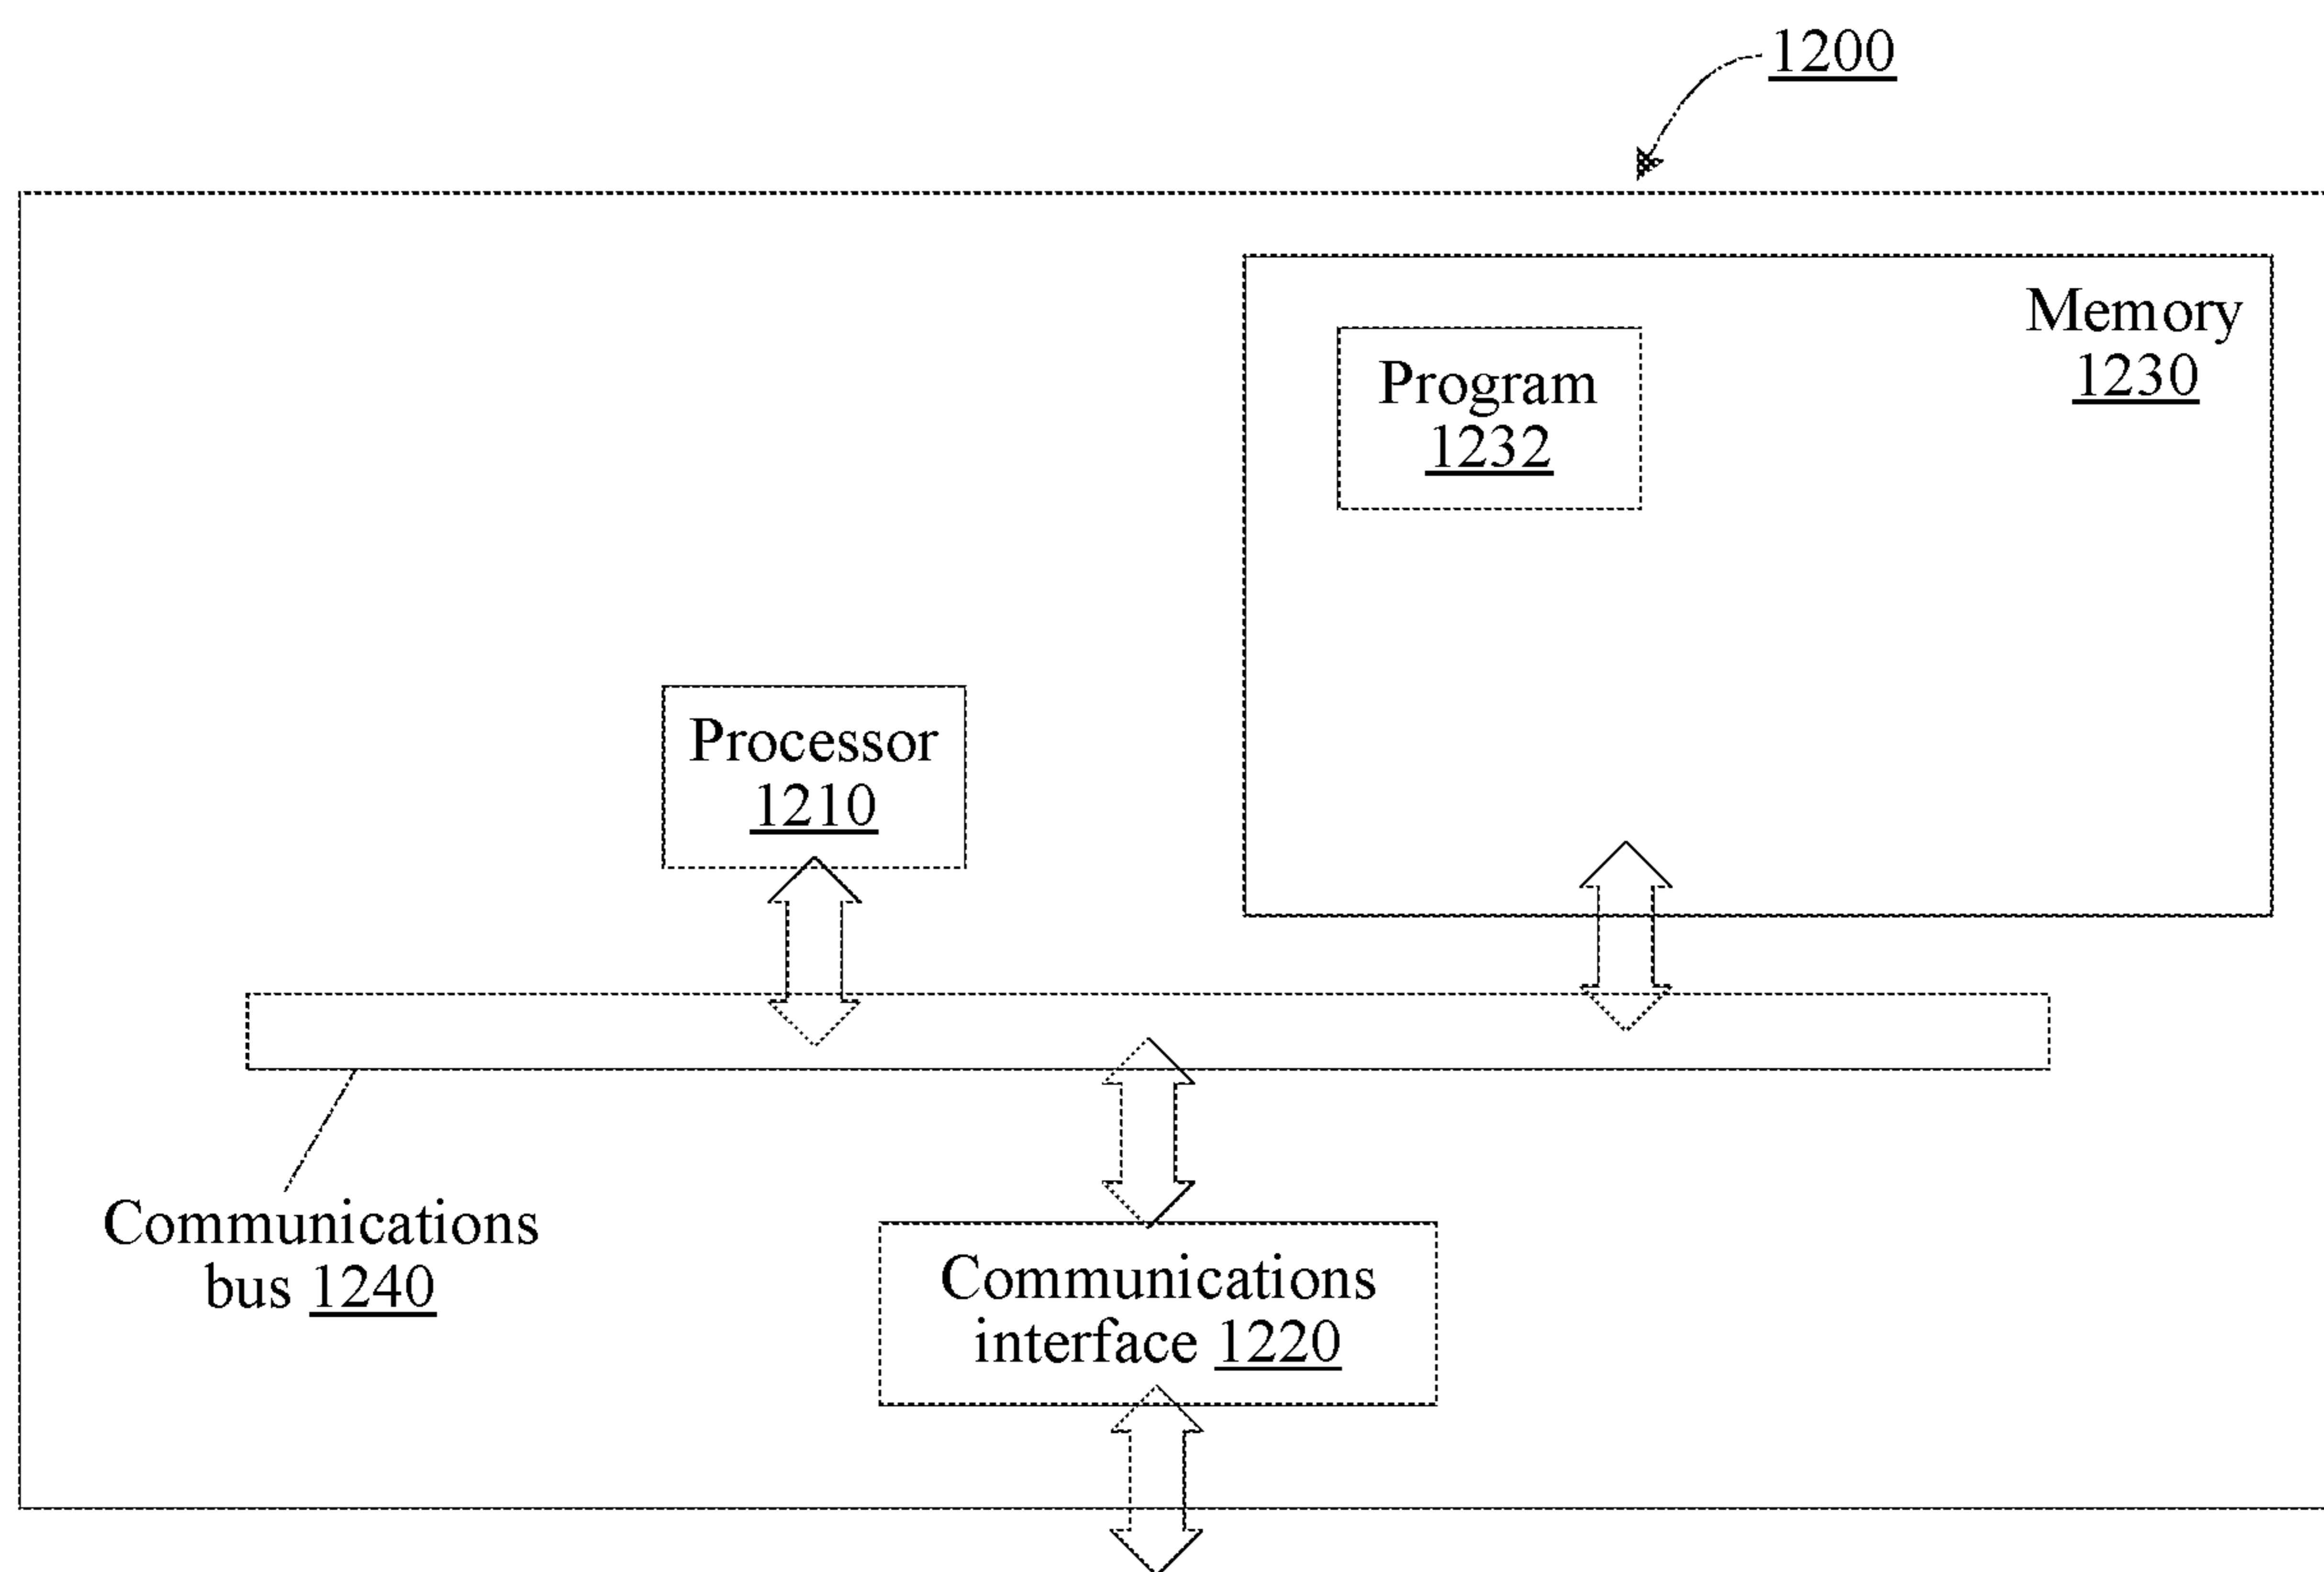 1200
Memory
1230
Program
1232
Processor
1210
Communications
bus 1240
Communications
interface 1220